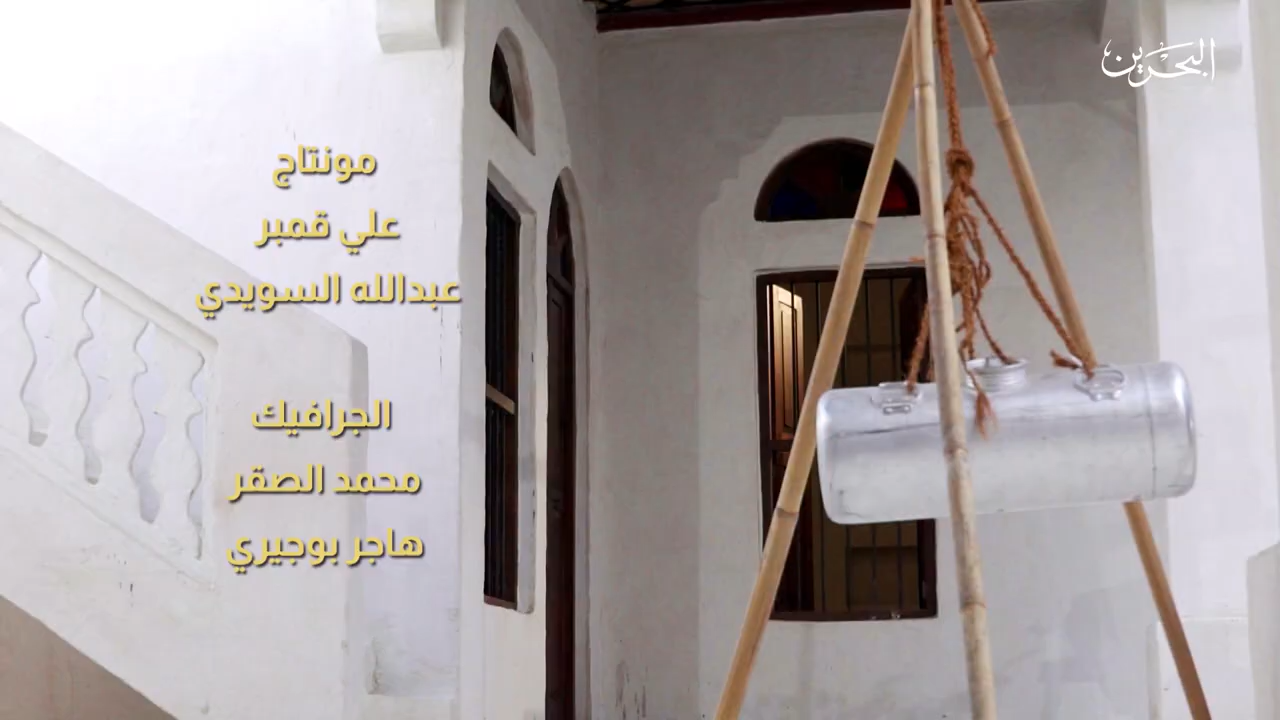 البحرين
مونتاج
علي قمبر
عبدالله السويدي
الجرافيك
محمد الصقر
هاجر بوجيري